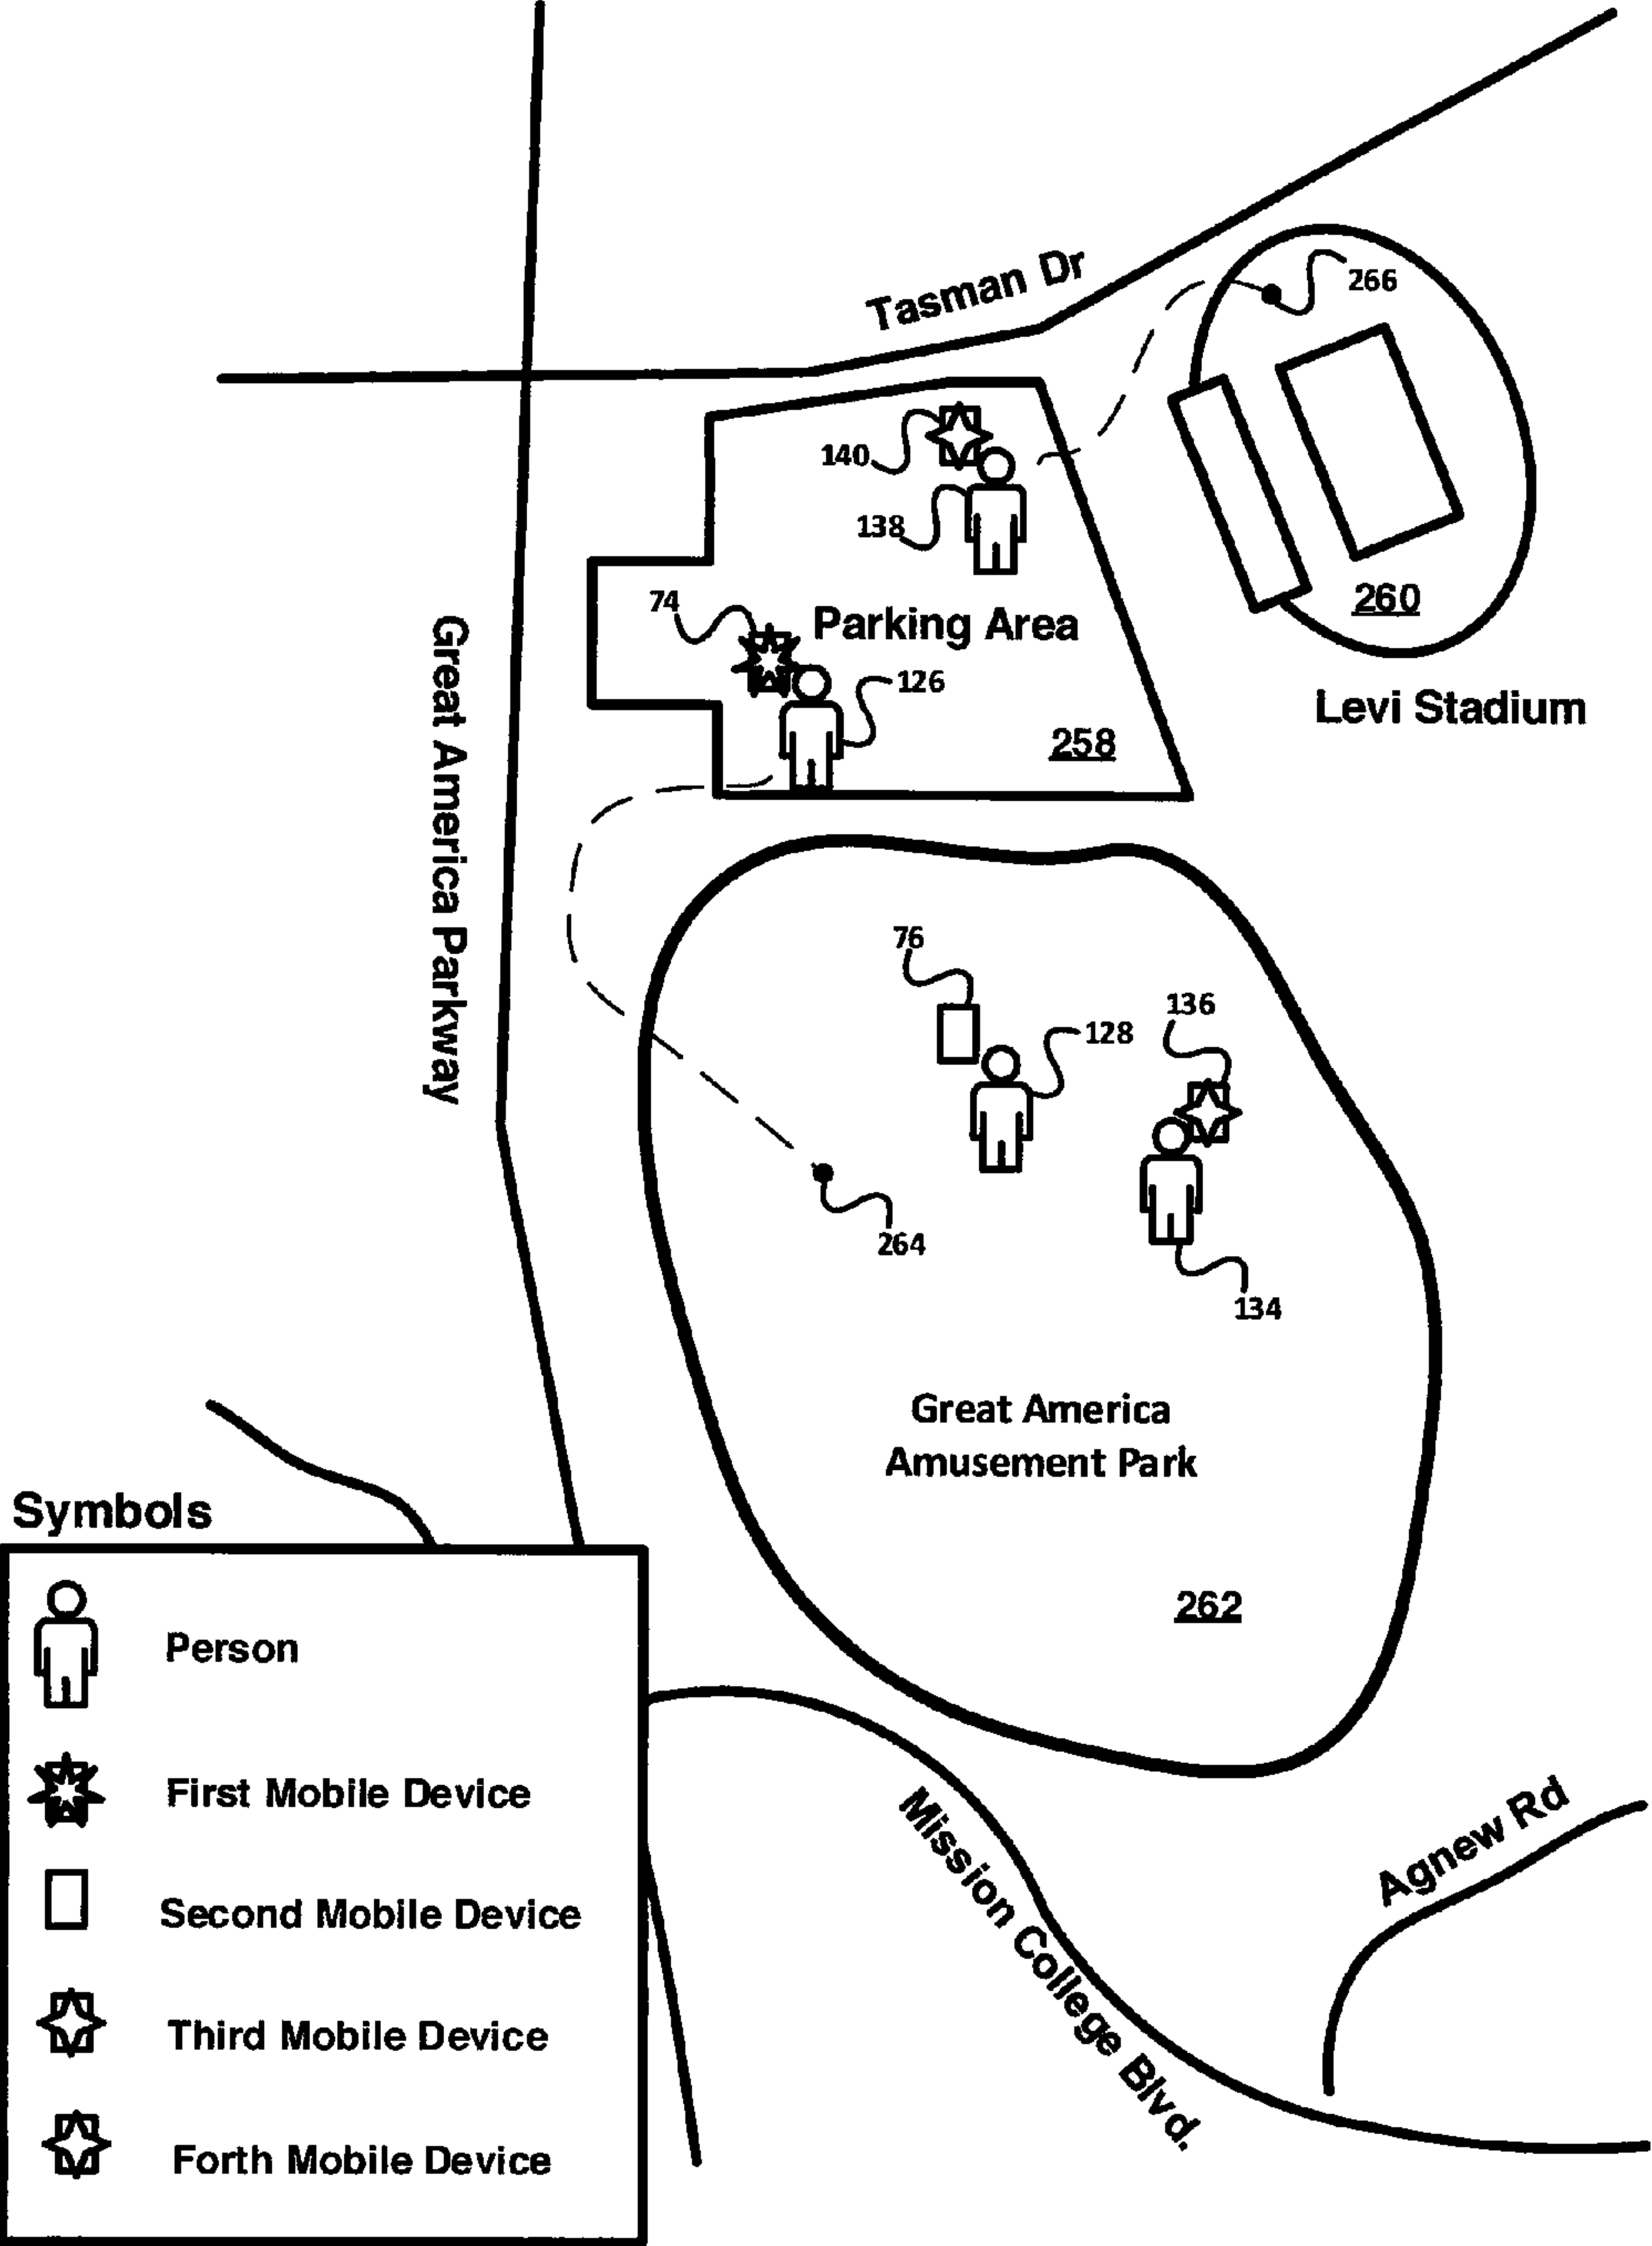 Tasman Dr
266
140
138
260
74
Parking Area
126
258
Levi Stadium
Great America Parkway
76
136
128
264
134
Great America
Amusement Park
262
Symbols
Person
First Mobile Device
Second Mobile Device
Third Mobile Device
Forth Mobile Device
Mission College Blvd.
Agnew Rd